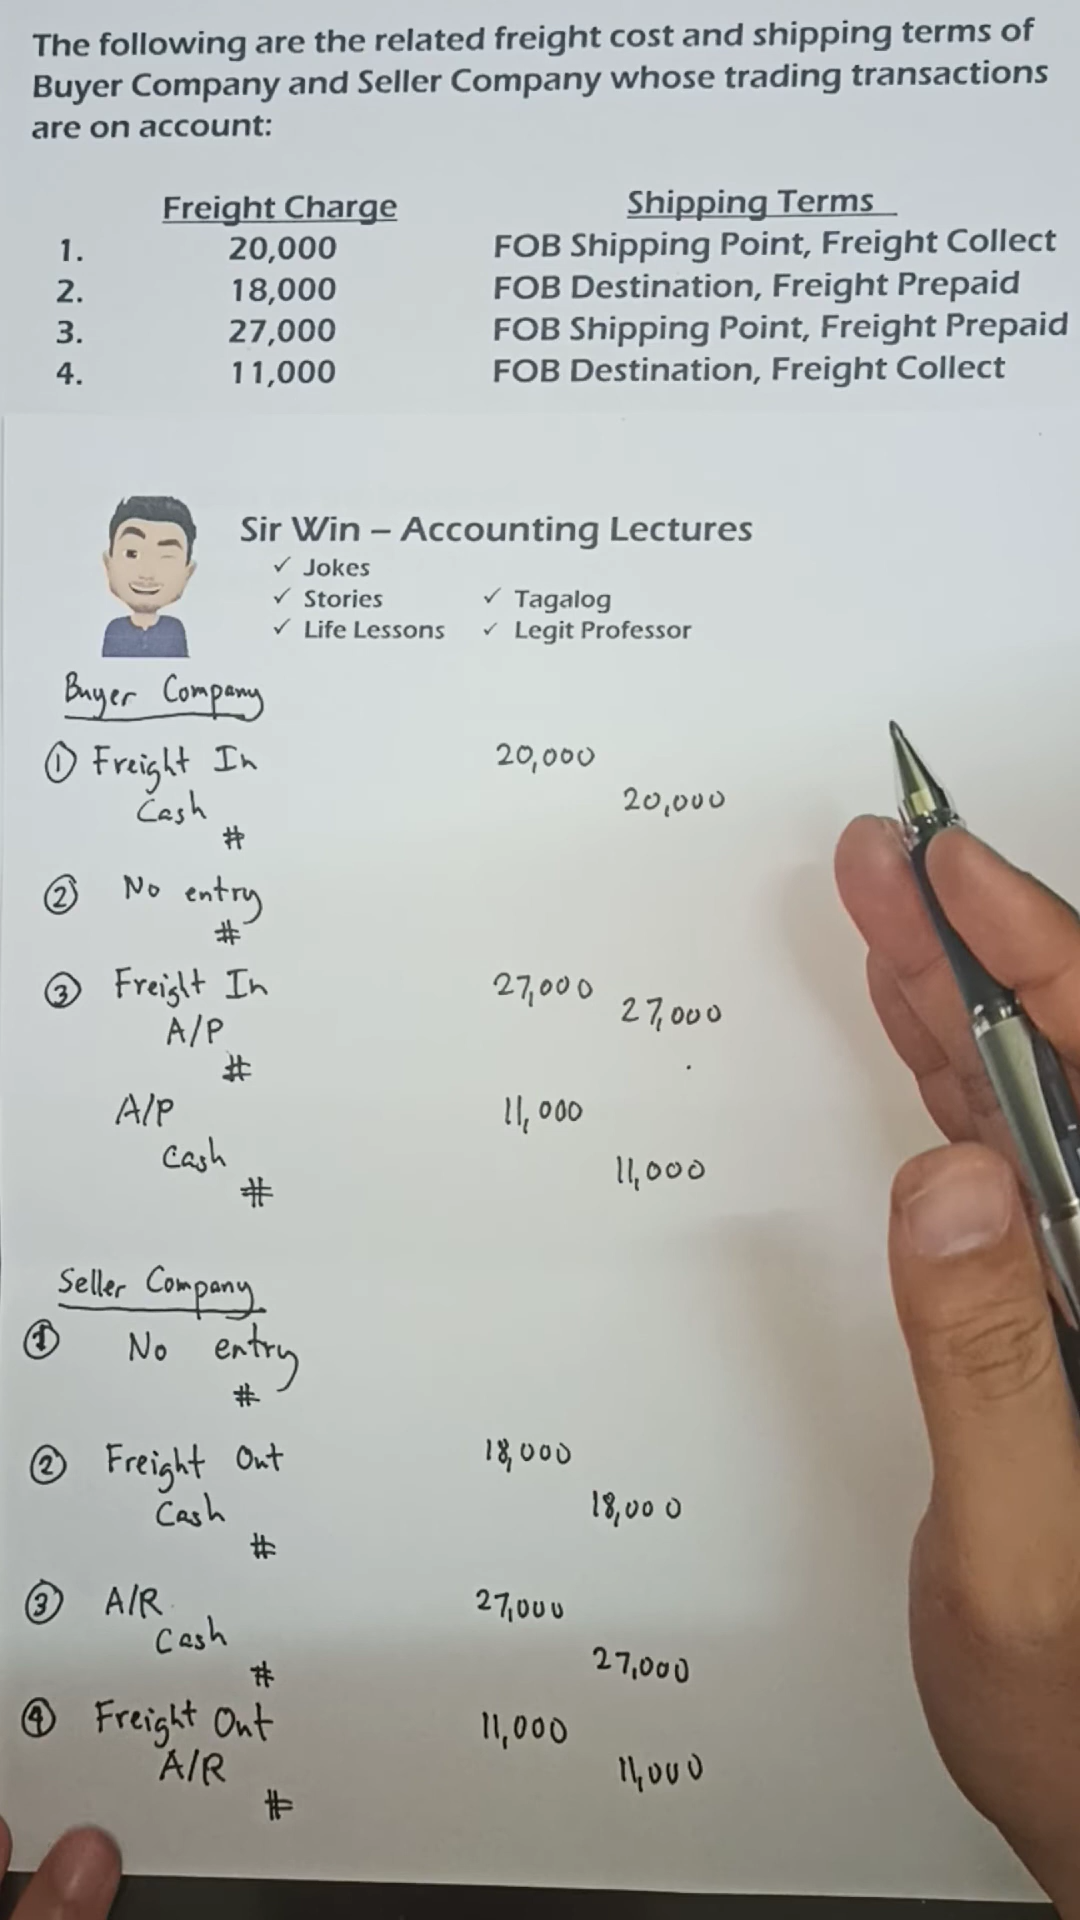 The following are the related freight cost and shipping terms of
Buyer Company and Seller Company whose trading transactions
are on account:
Freight Charge Shipping Terms
1. 20,000 FOB Shipping Point, Freight Collect
2. 18,000 FOB Destination, Freight Prepaid
3. 27,000 FOB Shipping Point, Freight Prepaid
4. 11,000 FOB Destination, Freight Collect
Sir Win – Accounting Lectures
✓ Jokes
✓ Stories ✓ Tagalog
✓ Life Lessons ✓ Legit Professor
Buyer Company
① Freight In 20,000
Cash 20,000
#
② No entry
#
③ Freight In 27,000
A/P 27,000
#
A/P 11,000
Cash 11,000
#
Seller Company
① No entry
#
② Freight Out 18,000
Cash 18,000
#
③ A/R 27,000
Cash 27,000
#
④ Freight Out 11,000
A/R 11,000
#